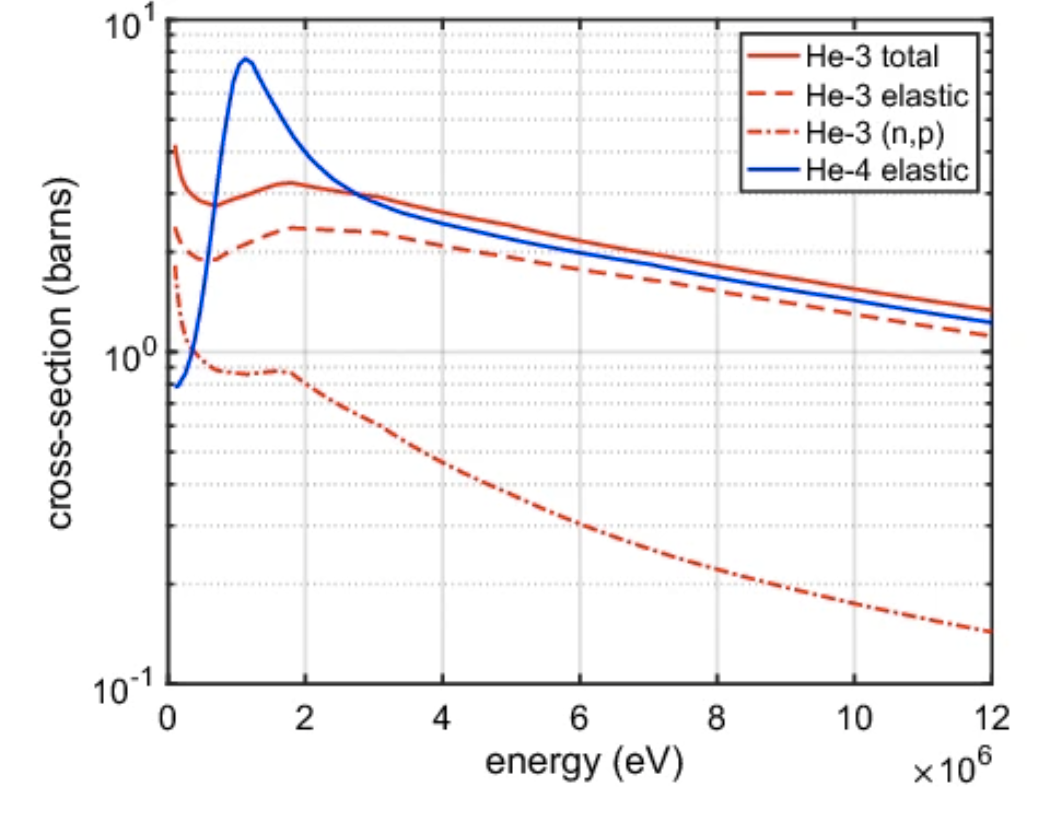 10^1
He-3 total
He-3 elastic
He-3 (n,p)
He-4 elastic
cross-section (barns)
10^0
10^-1
0 2 4 6 8 10 12
energy (eV)
×10^6